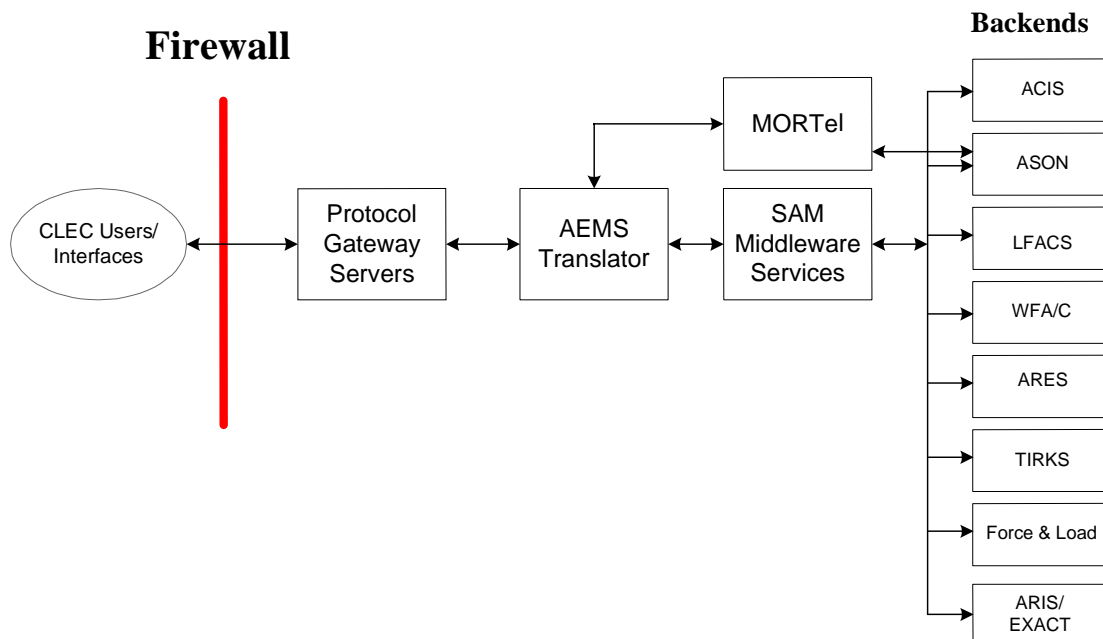 Backends
Firewall
ACIS
MORTel
ASON
CLEC Users/
Interfaces
Protocol
Gateway
Servers
AEMS
Translator
SAM
Middleware
Services
LFACS
WFA/C
ARES
TIRKS
Force & Load
ARIS/
EXACT